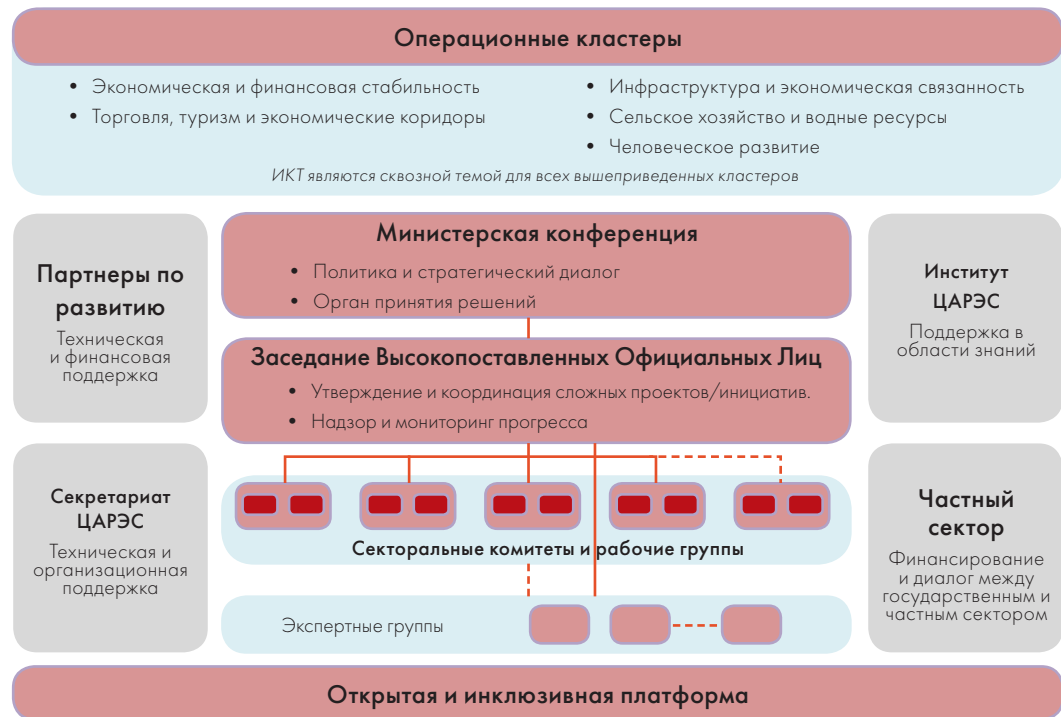 Операционные кластеры
• Экономическая и финансовая стабильность
• Торговля, туризм и экономические коридоры
• Инфраструктура и экономическая связанность
• Сельское хозяйство и водные ресурсы
• Человеческое развитие
ИКТ являются сквозной темой для всех вышеприведенных кластеров
Партнеры по
развитию
Техническая
и финансовая
поддержка
Министерская конференция
• Политика и стратегический диалог
• Орган принятия решений
Институт
ЦАРЭС
Поддержка в
области знаний
Заседание Высокопоставленных Официальных Лиц
• Утверждение и координация сложных проектов/инициатив.
• Надзор и мониторинг прогресса
Секретариат
ЦАРЭС
Техническая и
организационная
поддержка
Секторальные комитеты и рабочие группы
Экспертные группы
Частный
сектор
Финансирование
и диалог между
государственным и
частным сектором
Открытая и инклюзивная платформа